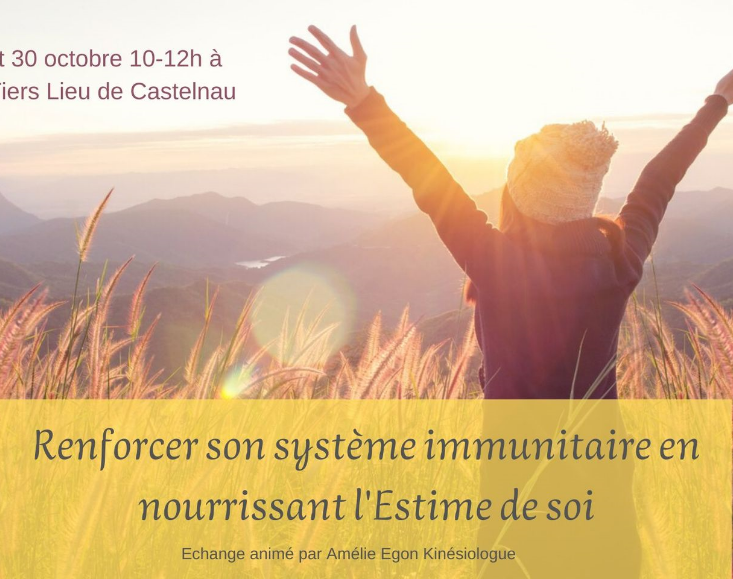 30 octobre 10-12h à
Lieu de Castelnau
Renforcer son système immunitaire en
nourrissant l'Estime de soi
Echange animé par Amélie Egon Kinésiologue